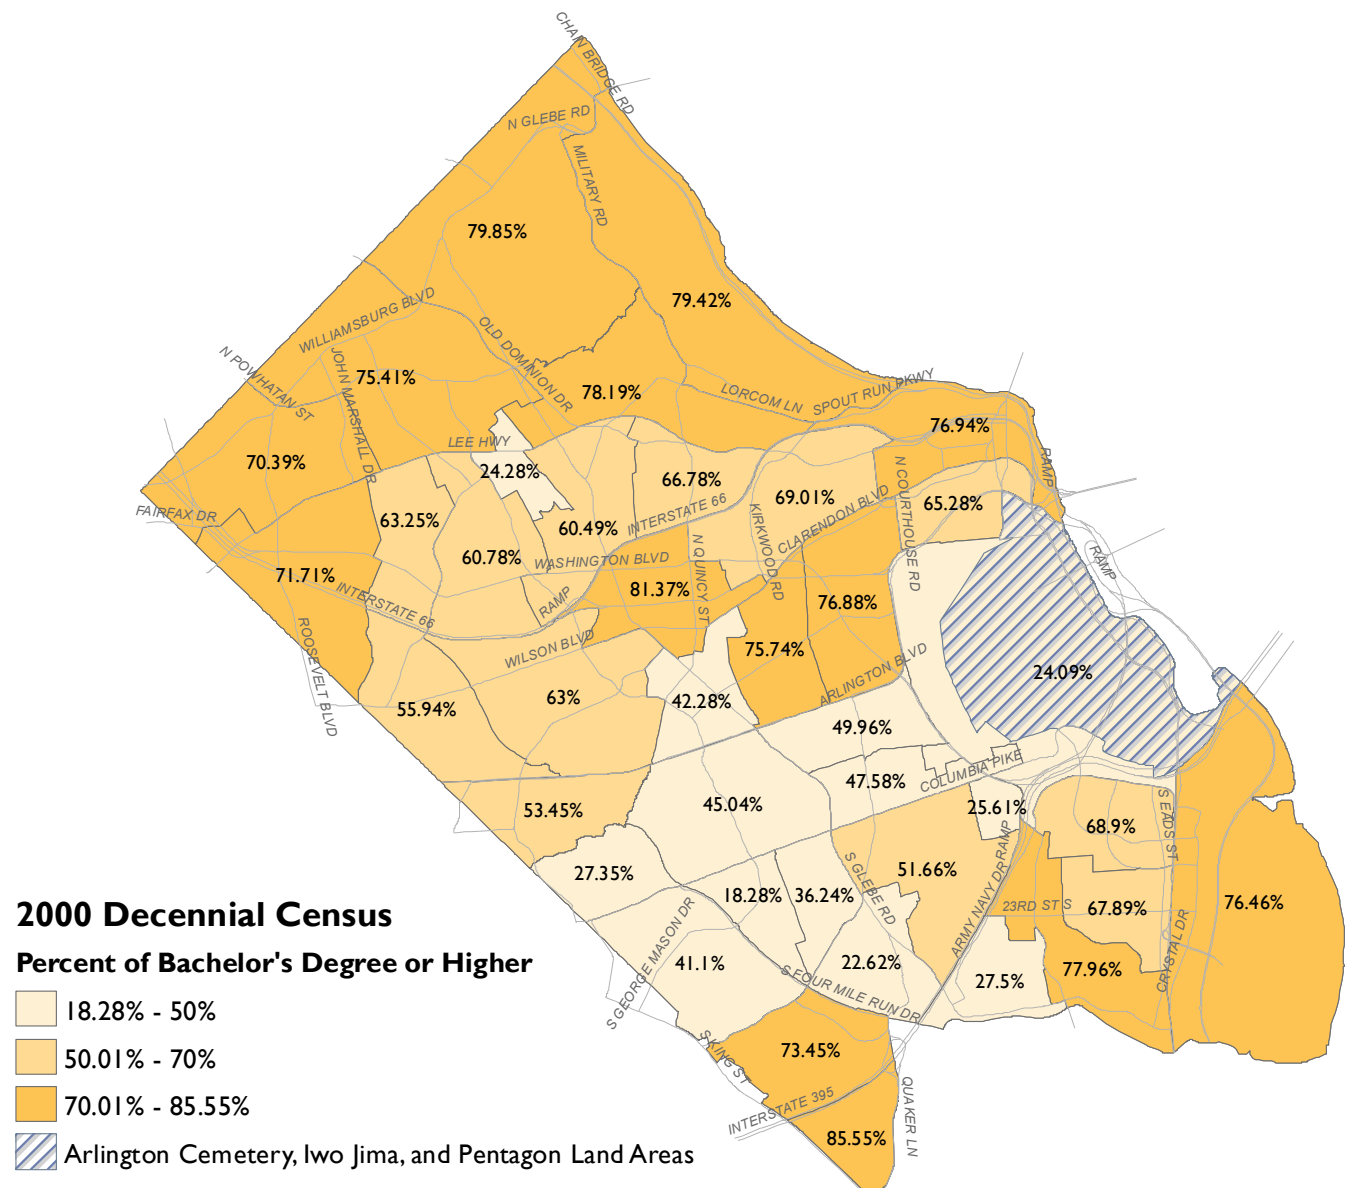 CHAIN BRIDGE RD
N GLEBE RD
MILITARY RD
79.85%
79.42%
WILLIAMSBURG BLVD
OLD DOMINION DR
N POWHATAN ST
JOHN MARSHALL DR
75.41%
78.19%
LORCOM LN
SPOUT RUN PKWY
76.94%
LEE HWY
70.39%
24.28%
66.78%
69.01%
N COURTHOUSE RD
RAMP
65.28%
FAIRFAX DR
63.25%
60.49%
INTERSTATE 66
KIRKWOOD RD
CLARENDON BLVD
60.78%
WASHINGTON BLVD
N QUINCY ST
RAMP
71.71%
INTERSTATE 66
RAMP
81.37%
76.88%
ROOSEVELT BLVD
WILSON BLVD
75.74%
ARLINGTON BLVD
24.09%
55.94%
63%
42.28%
49.96%
47.58%
COLUMBIA PIKE
53.45%
45.04%
25.61%
68.9%
S EADS ST
27.35%
18.28%
36.24%
S GLEBE RD
51.66%
ARMY NAVY DR
RAMP
23RD ST S
67.89%
76.46%
S GEORGE MASON DR
41.1%
22.62%
S FOUR MILE RUN DR
27.5%
77.96%
CRYSTAL DR
S KING ST
73.45%
INTERSTATE 395
QUAKER LN
85.55%
2000 Decennial Census
Percent of Bachelor's Degree or Higher
18.28% - 50%
50.01% - 70%
70.01% - 85.55%
Arlington Cemetery, Iwo Jima, and Pentagon Land Areas